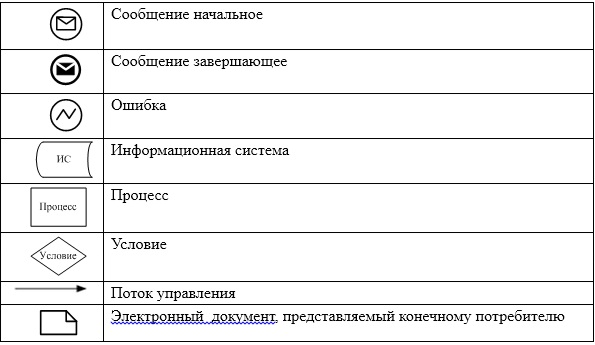 Сообщение начальное
Сообщение завершающее
Ошибка
ИС
Информационная система
Процесс
Процесс
Условие
Условие
Поток управления
Электронный документ, представляемый конечному потребителю